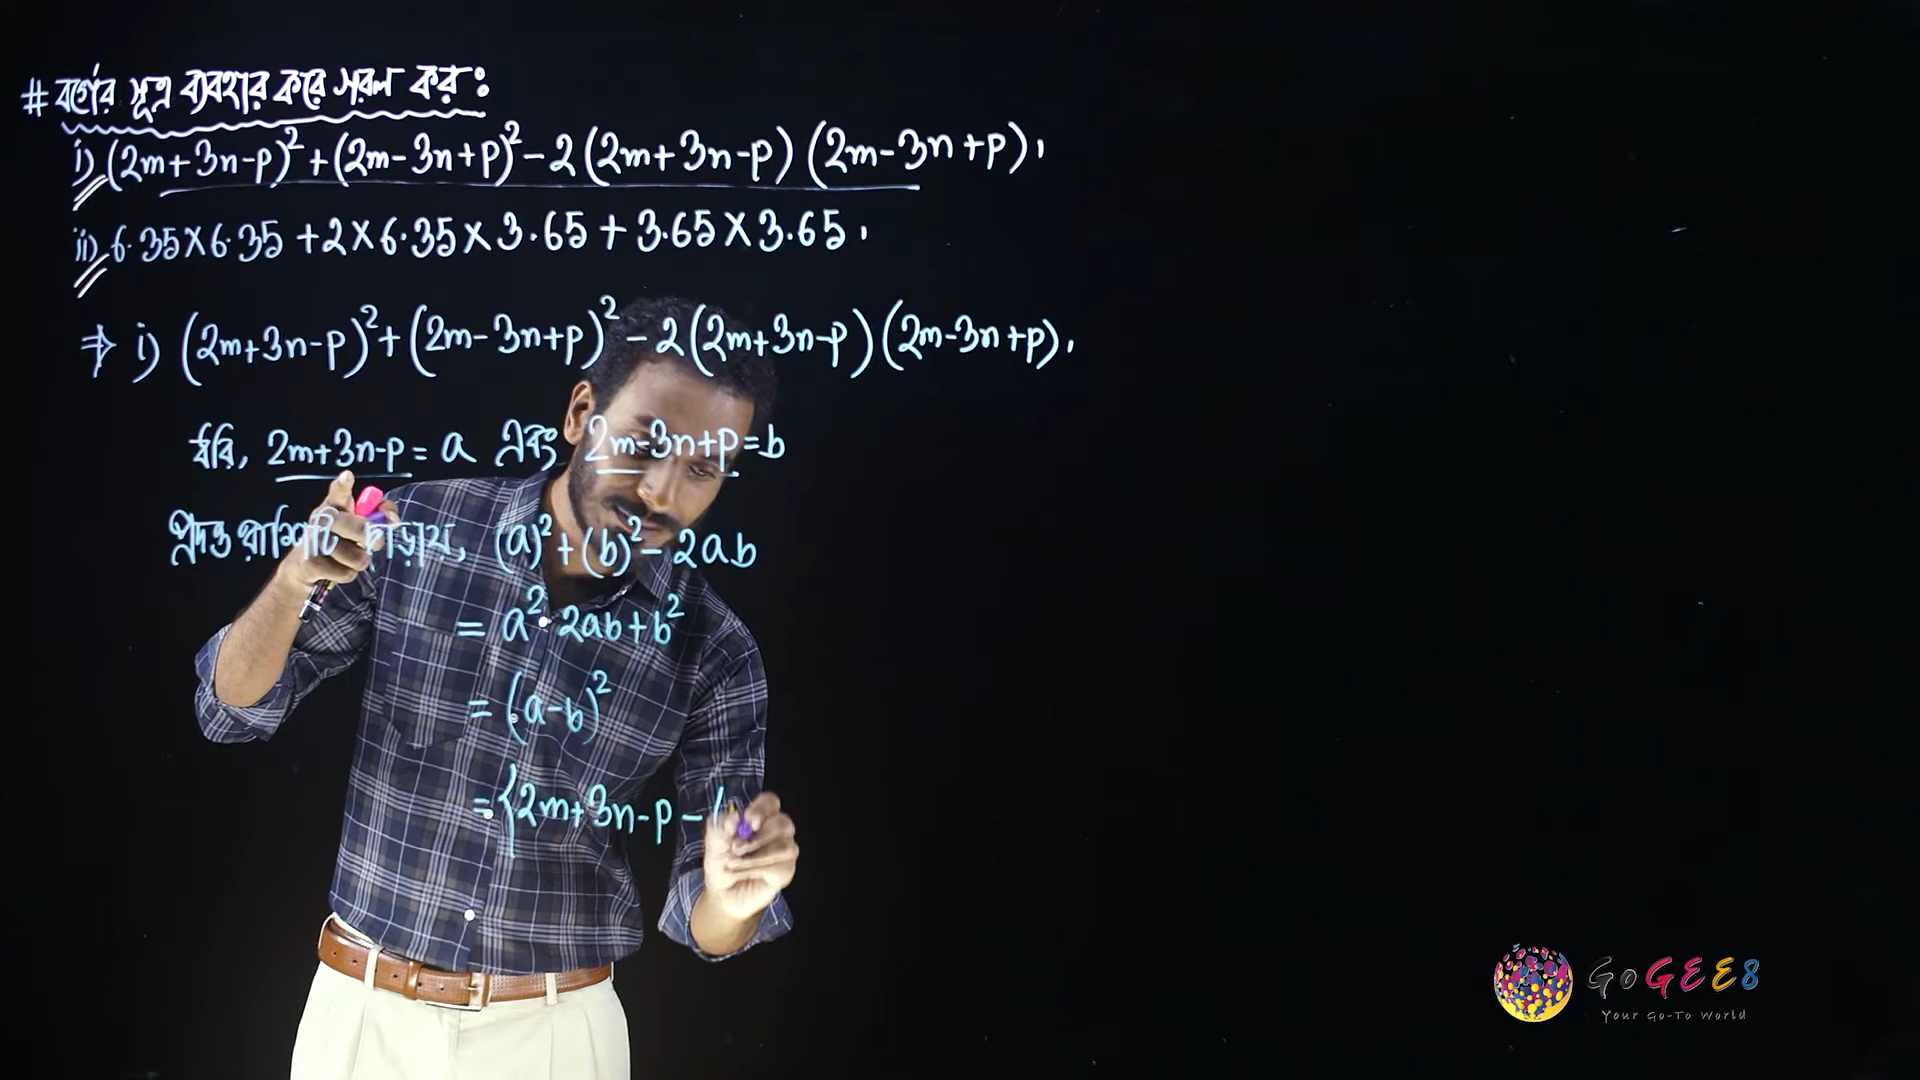 # বর্গের সূত্র ব্যবহার করে সরল কর:
i) (2m+3n-p)² + (2m-3n+p)² - 2(2m+3n-p) (2m-3n+p),
ii) 6.35×6.35 + 2×6.35×3.65 + 3.65×3.65,
⇒ i) (2m+3n-p)² + (2m-3n+p)² - 2(2m+3n-p)(2m-3n+p),
ধরি, 2m+3n-p = a এবং 2m-3n+p = b
প্রদত্ত রাশিটি দাড়ায়, (a)² + (b)² - 2ab
= a² - 2ab + b²
= (a-b)²
= {2m+3n-p - (
GoGEE8
Your Go-To World